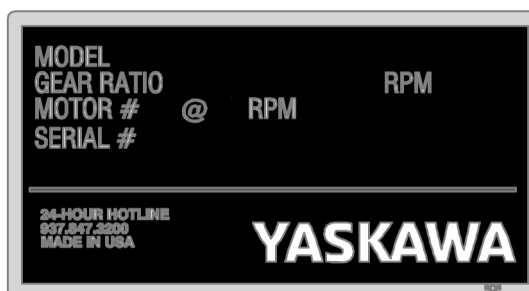 MODEL
GEAR RATIO RPM
MOTOR # @ RPM
SERIAL #
24-HOUR HOTLINE
937.847.3200
MADE IN USA
YASKAWA